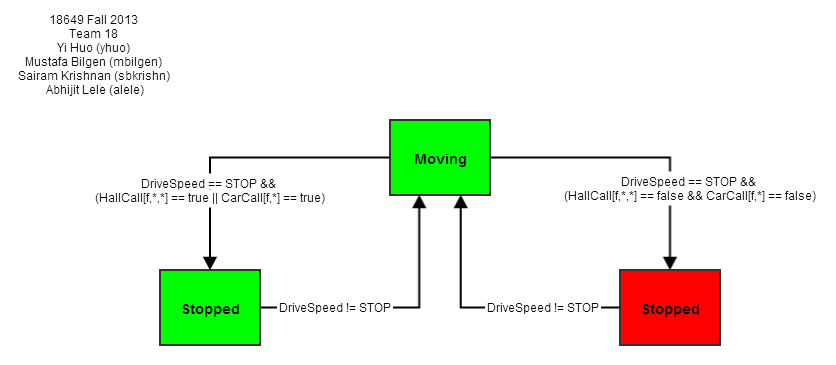 18649 Fall 2013
Team 18
Yi Huo (yhuo)
Mustafa Bilgen (mbilgen)
Sairam Krishnan (sbkrishn)
Abhijit Lele (alele)
Moving
DriveSpeed == STOP &&
(HallCall[f,*,*] == true || CarCall[f,*] == true)
DriveSpeed == STOP &&
(HallCall[f,*,*] == false && CarCall[f,*] == false)
Stopped
DriveSpeed != STOP
DriveSpeed != STOP
Stopped